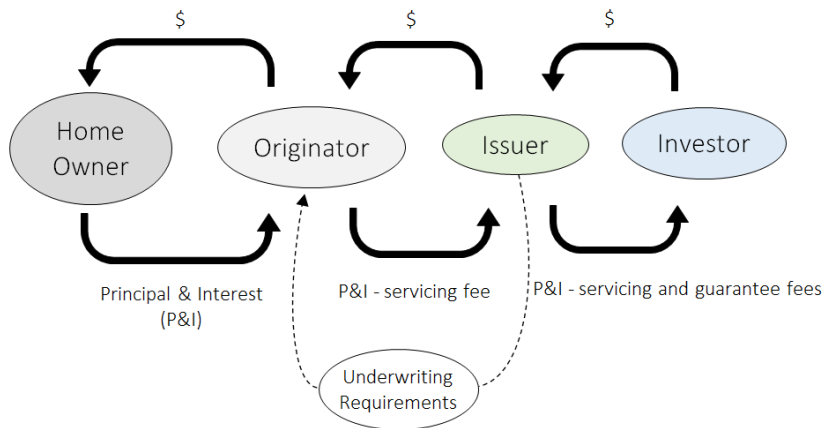 $
$
$
Home
Owner
Originator
Issuer
Investor
Principal & Interest
(P&I)
P&I - servicing fee
P&I - servicing and guarantee fees
Underwriting
Requirements